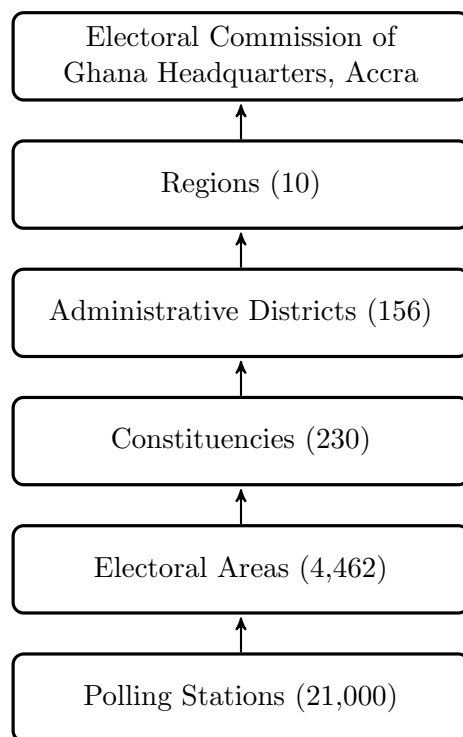 Electoral Commission of
Ghana Headquarters, Accra
Regions (10)
Administrative Districts (156)
Constituencies (230)
Electoral Areas (4,462)
Polling Stations (21,000)